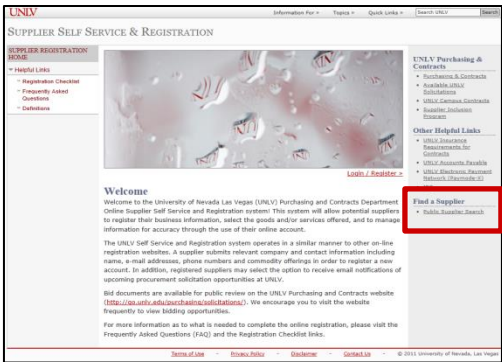 UNLV
Information For > Topics > Quick Links > Search UNLV Search
SUPPLIER SELF SERVICE & REGISTRATION
SUPPLIER REGISTRATION
HOME
Helpful Links
Registration Checklist
Frequently Asked
Questions
Definitions
Login / Register >
Welcome
Welcome to the University of Nevada Las Vegas (UNLV) Purchasing and Contracts Department
Online Supplier Self Service and Registration system! This system will allow potential suppliers
to register their business information, select the goods and/or services offered, and to manage
information for accuracy through the use of their online account.
The UNLV Self Service and Registration system operates in a similar manner to other on-line
registration websites. A supplier submits relevant company and contact information including
name, e-mail addresses, phone numbers and commodity offerings in order to register a new
account. In addition, registered suppliers may select the option to receive email notifications of
upcoming procurement solicitation opportunities at UNLV.
Bid documents are available for public review on the UNLV Purchasing and Contracts website
(http://go.unlv.edu/purchasing/solicitations/). We encourage you to visit the website
frequently to view bidding opportunities.
For more information as to what is needed to complete the online registration, please visit the
Frequently Asked Questions (FAQ) and the Registration Checklist links.
UNLV Purchasing &
Contracts
Purchasing & Contracts
Available UNLV
Solicitations
UNLV Campus Contracts
Supplier Inclusion
Program
Other Helpful Links
UNLV Insurance
Requirements for
Contracts
UNLV Accounts Payable
UNLV Electronic Payment
Network (Paymode-X)
Find a Supplier
Public Supplier Search
Terms of Use - Privacy Policy - Disclaimer - Contact Us - © 2011 University of Nevada, Las Vegas